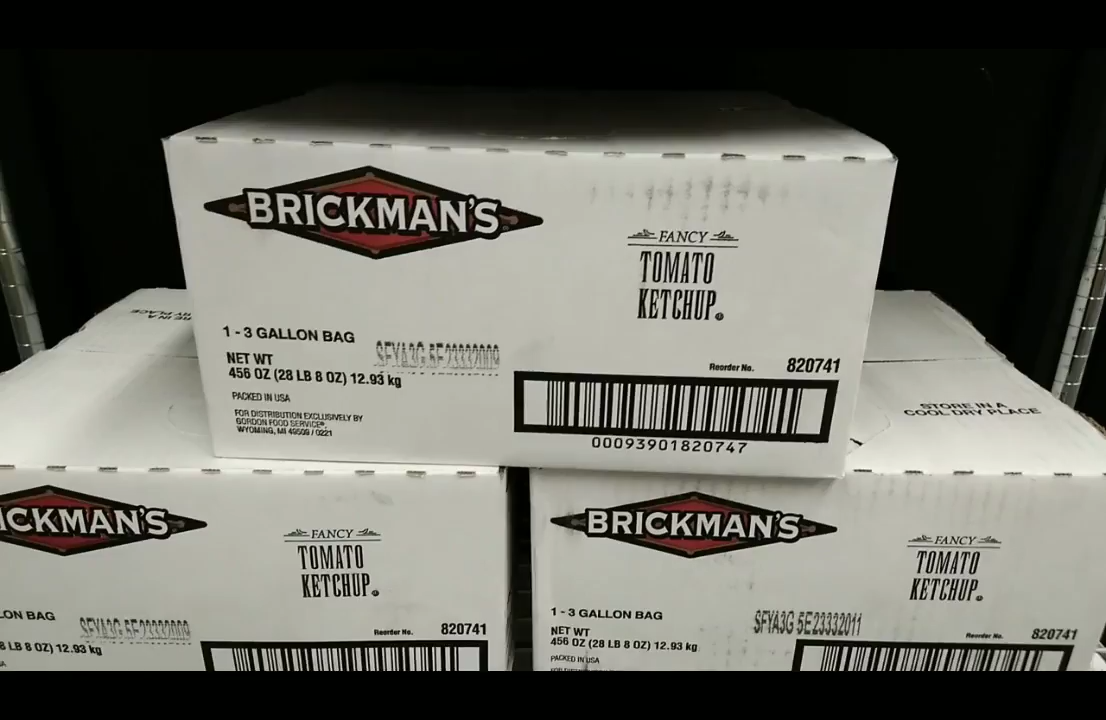 BRICKMAN'S
FANCY
TOMATO
KETCHUP
1 - 3 GALLON BAG
NET WT
456 OZ (28 LB 8 OZ) 12.93 kg
PACKED IN USA
FOR DISTRIBUTION EXCLUSIVELY BY
GORDON FOOD SERVICE®
WYOMING, MI 49509 / 0221
Reorder No. 820741
00093901820747
STORE IN A
COOL DRY PLACE
ICKMAN'S
FANCY
TOMATO
KETCHUP
LON BAG
8 LB 8 OZ) 12.93 kg
Reorder No. 820741
BRICKMAN'S
FANCY
TOMATO
KETCHUP
1 - 3 GALLON BAG
SFYA3G 5E23332011
NET WT
456 OZ (28 LB 8 OZ) 12.93 kg
PACKED IN USA
Reorder No. 820741